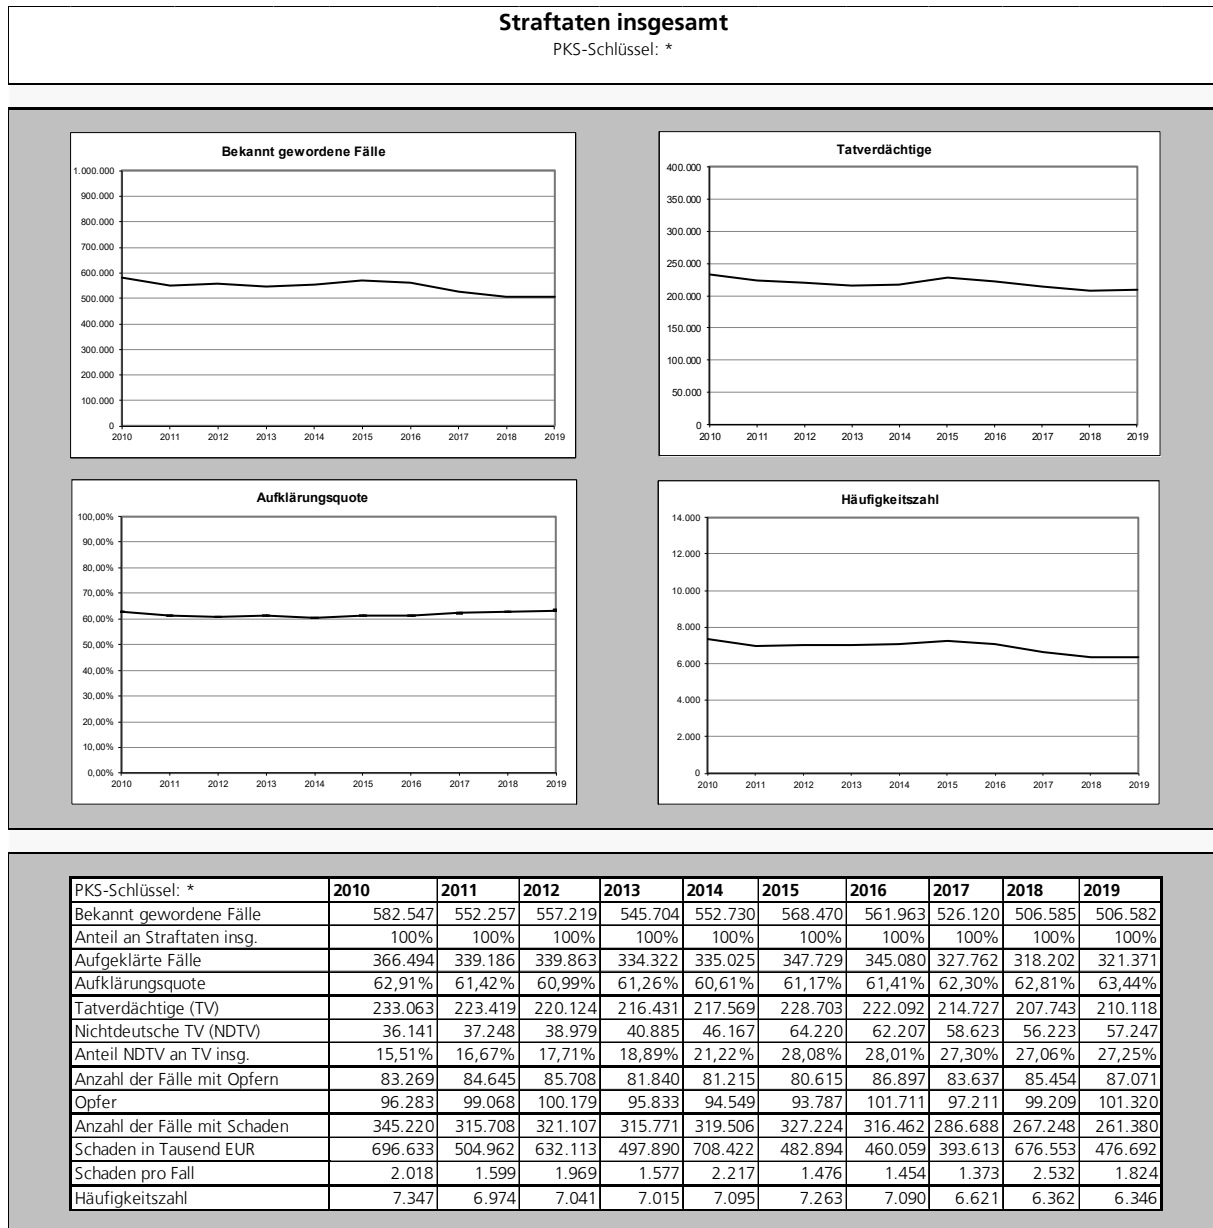 Straftaten insgesamt
PKS-Schlüssel: *
Bekannt gewordene Fälle
1.000.000
900.000
800.000
700.000
600.000
500.000
400.000
300.000
200.000
100.000
0
2010 2011 2012 2013 2014 2015 2016 2017 2018 2019
Tatverdächtige
400.000
350.000
300.000
250.000
200.000
150.000
100.000
50.000
0
2010 2011 2012 2013 2014 2015 2016 2017 2018 2019
Aufklärungsquote
100,00%
90,00%
80,00%
70,00%
60,00%
50,00%
40,00%
30,00%
20,00%
10,00%
0,00%
2010 2011 2012 2013 2014 2015 2016 2017 2018 2019
Häufigkeitszahl
14.000
12.000
10.000
8.000
6.000
4.000
2.000
0
2010 2011 2012 2013 2014 2015 2016 2017 2018 2019
PKS-Schlüssel: * 2010 2011 2012 2013 2014 2015 2016 2017 2018 2019
Bekannt gewordene Fälle 582.547 552.257 557.219 545.704 552.730 568.470 561.963 526.120 506.585 506.582
Anteil an Straftaten insg. 100% 100% 100% 100% 100% 100% 100% 100% 100% 100%
Aufgeklärte Fälle 366.494 339.186 339.863 334.322 335.025 347.729 345.080 327.762 318.202 321.371
Aufklärungsquote 62,91% 61,42% 60,99% 61,26% 60,61% 61,17% 61,41% 62,30% 62,81% 63,44%
Tatverdächtige (TV) 233.063 223.419 220.124 216.431 217.569 228.703 222.092 214.727 207.743 210.118
Nichtdeutsche TV (NDTV) 36.141 37.248 38.979 40.885 46.167 64.220 62.207 58.623 56.223 57.247
Anteil NDTV an TV insg. 15,51% 16,67% 17,71% 18,89% 21,22% 28,08% 28,01% 27,30% 27,06% 27,25%
Anzahl der Fälle mit Opfern 83.269 84.645 85.708 81.840 81.215 80.615 86.897 83.637 85.454 87.071
Opfer 96.283 99.068 100.179 95.833 94.549 93.787 101.711 97.211 99.209 101.320
Anzahl der Fälle mit Schaden 345.220 315.708 321.107 315.771 319.506 327.224 316.462 286.688 267.248 261.380
Schaden in Tausend EUR 696.633 504.962 632.113 497.890 708.422 482.894 460.059 393.613 676.553 476.692
Schaden pro Fall 2.018 1.599 1.969 1.577 2.217 1.476 1.454 1.373 2.532 1.824
Häufigkeitszahl 7.347 6.974 7.041 7.015 7.095 7.263 7.090 6.621 6.362 6.346